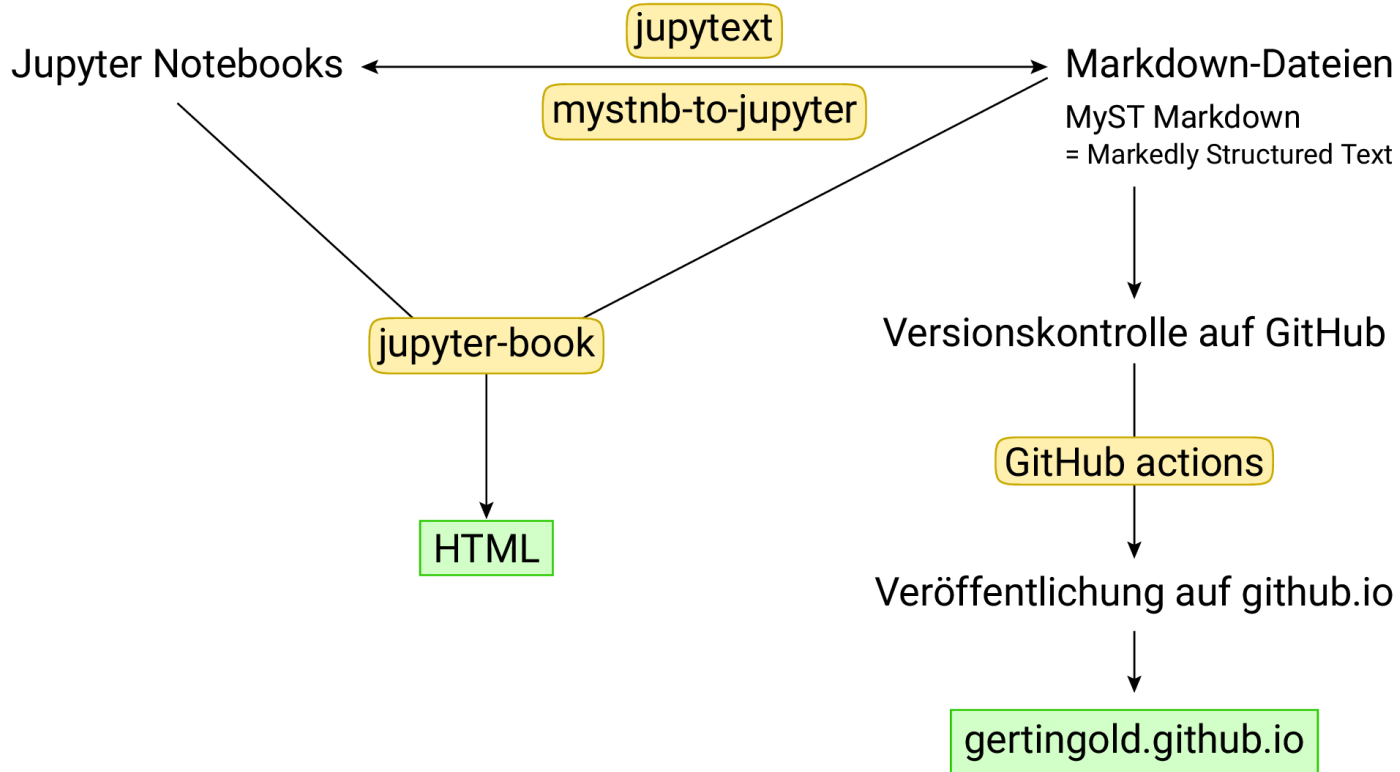 jupytext
Jupyter Notebooks
Markdown-Dateien
mystnb-to-jupyter
MyST Markdown
= Markedly Structured Text
jupyter-book
Versionskontrolle auf GitHub
GitHub actions
HTML
Veröffentlichung auf github.io
gertingold.github.io